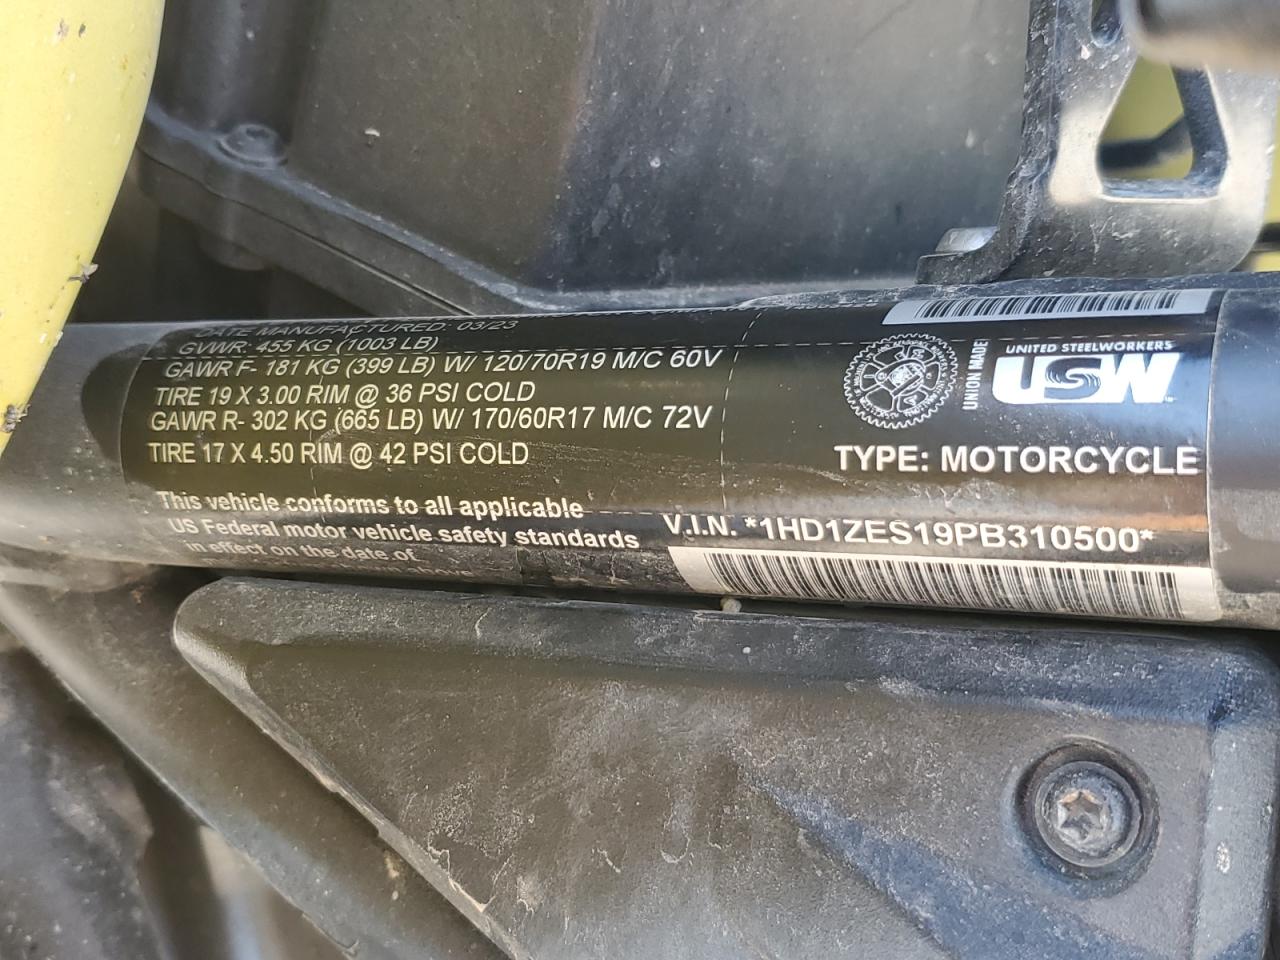 DATE MANUFACTURED: 03/23
GVWR: 455 KG (1003 LB)
GAWR F- 181 KG (399 LB) W/ 120/70R19 M/C 60V
TIRE 19 X 3.00 RIM @ 36 PSI COLD
GAWR R- 302 KG (665 LB) W/ 170/60R17 M/C 72V
TIRE 17 X 4.50 RIM @ 42 PSI COLD
This vehicle conforms to all applicable
US Federal motor vehicle safety standards
in effect on the date of
UNION MADE
UNITED STEELWORKERS
USW
TYPE: MOTORCYCLE
V.I.N. *1HD1ZES19PB310500*